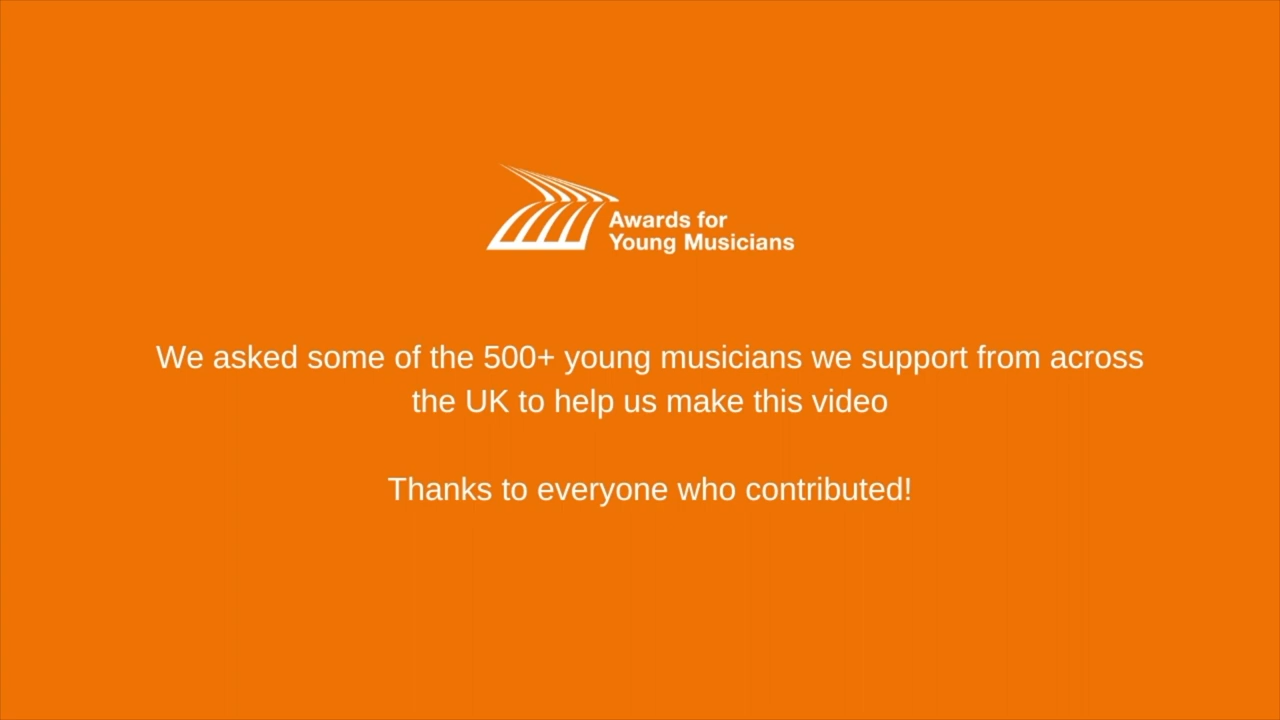 Awards for
Young Musicians
We asked some of the 500+ young musicians we support from across
the UK to help us make this video
Thanks to everyone who contributed!